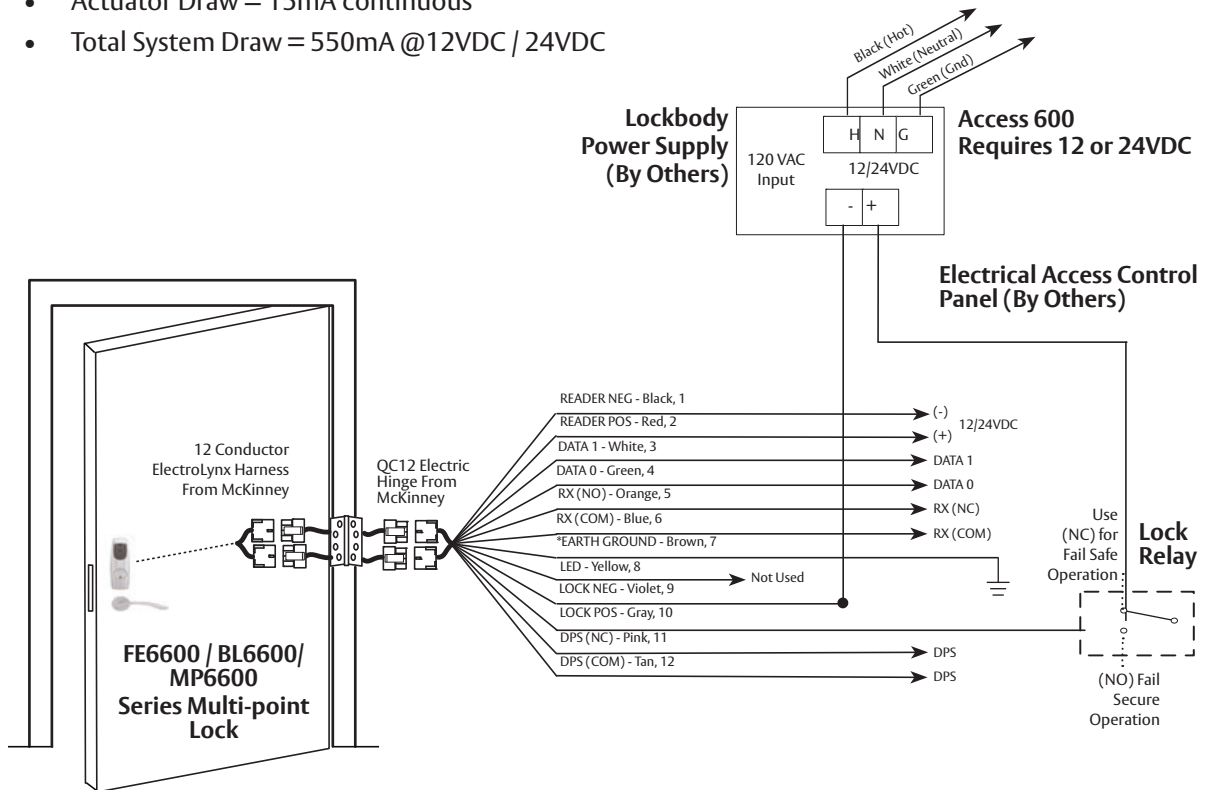 • Actuator Draw = 15mA continuous
• Total System Draw = 550mA @12VDC / 24VDC
Black (Hot)
White (Neutral)
Green (Gnd)
Lockbody
Power Supply
(By Others)
120 VAC
Input
H N G
12/24VDC
- +
Access 600
Requires 12 or 24VDC
Electrical Access Control
Panel (By Others)
READER NEG - Black, 1
(-)
READER POS - Red, 2
12/24VDC
(+)
DATA 1 - White, 3
DATA 1
DATA 0 - Green, 4
DATA 0
RX (NO) - Orange, 5
RX (NC)
RX (COM) - Blue, 6
RX (COM)
*EARTH GROUND - Brown, 7
LED - Yellow, 8
Not Used
LOCK NEG - Violet, 9
LOCK POS - Gray, 10
DPS (NC) - Pink, 11
DPS
DPS (COM) - Tan, 12
DPS
12 Conductor
ElectroLynx Harness
From McKinney
QC12 Electric
Hinge From
McKinney
FE6600 / BL6600/
MP6600
Series Multi-point
Lock
Use
(NC) for
Fail Safe
Operation
Lock
Relay
(NO) Fail
Secure
Operation